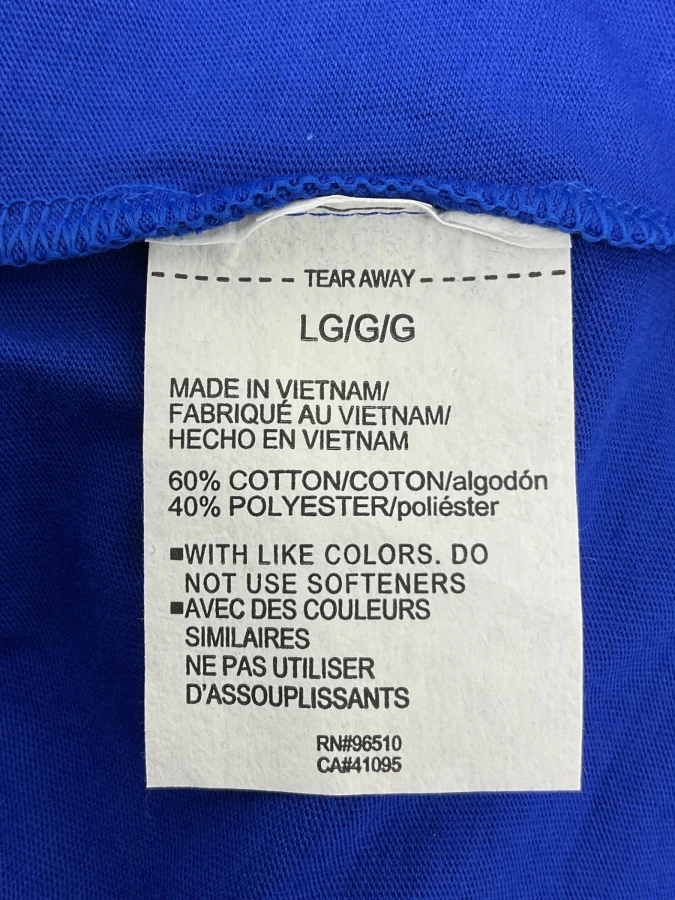 TEAR AWAY
LG/G/G
MADE IN VIETNAM/
FABRIQUÉ AU VIETNAM/
HECHO EN VIETNAM
60% COTTON/COTON/algodón
40% POLYESTER/poliéster
▪WITH LIKE COLORS. DO
NOT USE SOFTENERS
▪AVEC DES COULEURS
SIMILAIRES
NE PAS UTILISER
D'ASSOUPLISSANTS
RN#96510
CA#41095